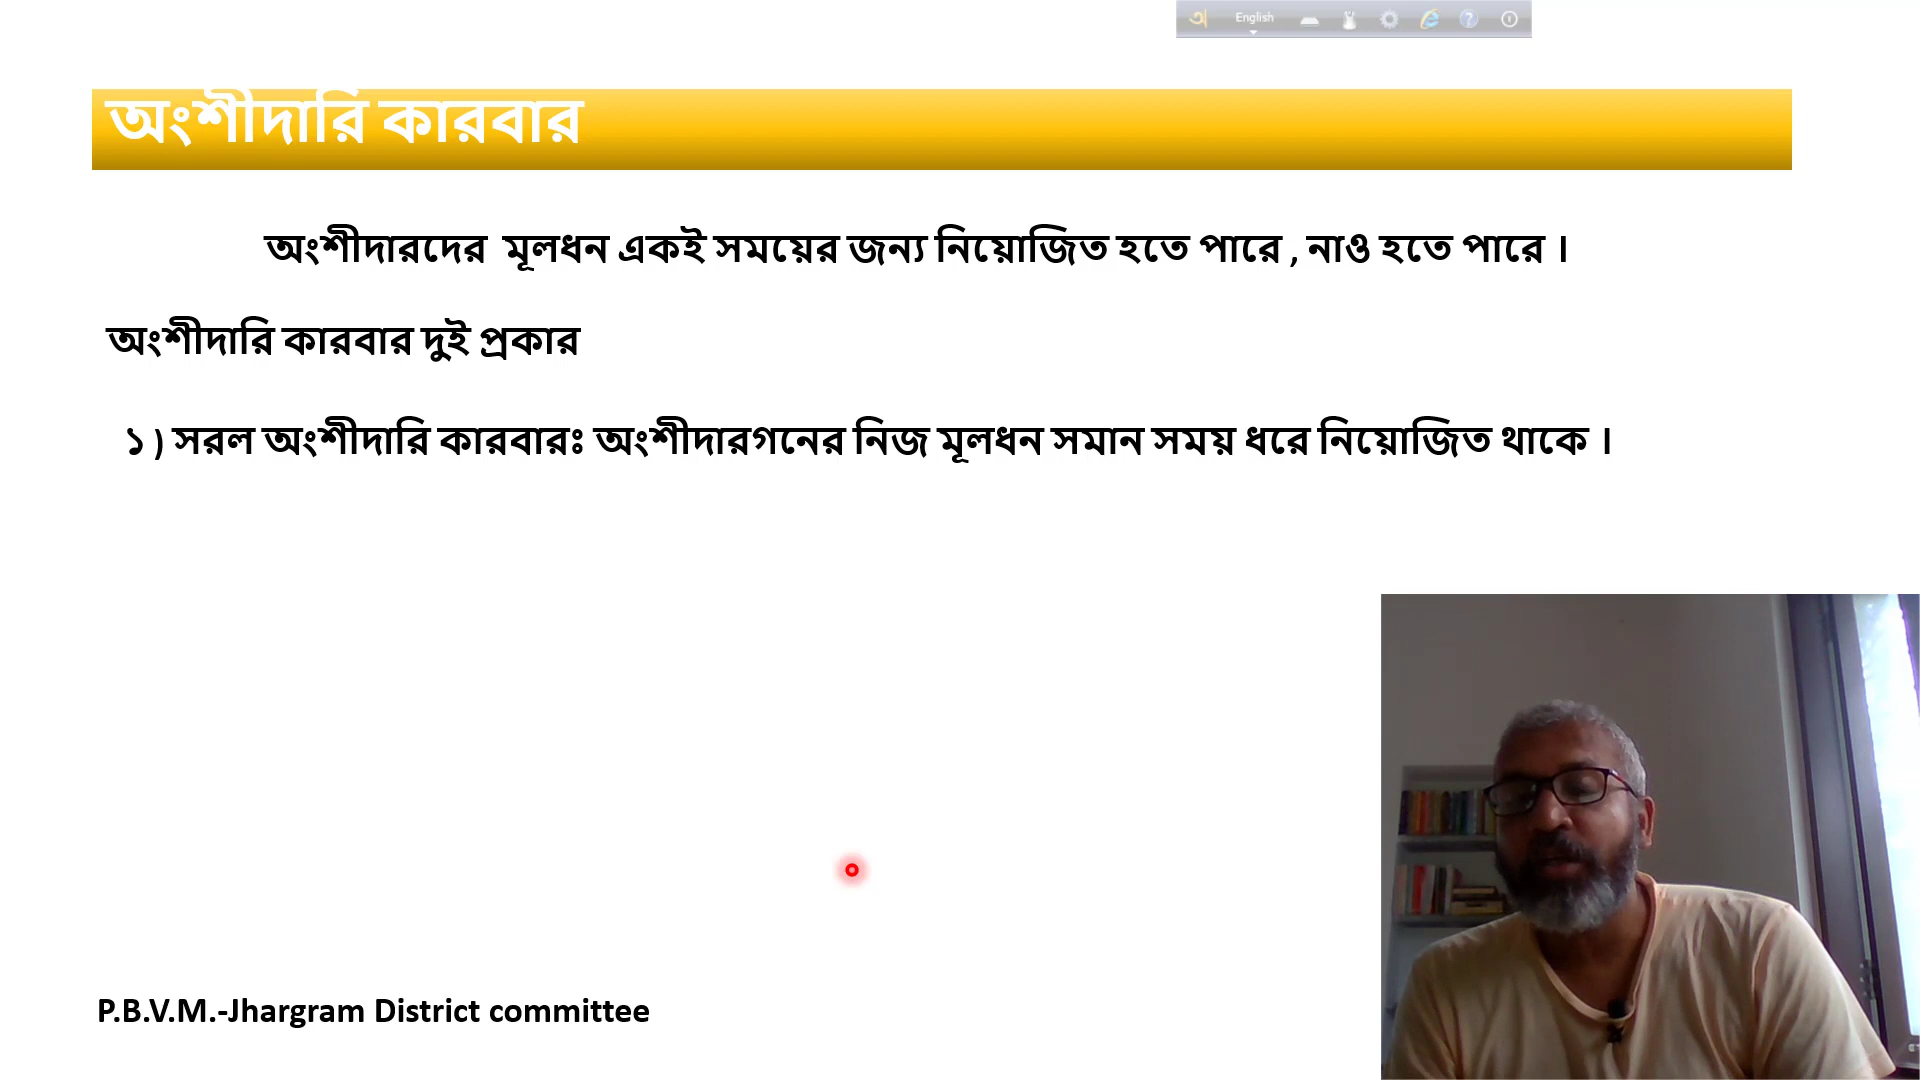 English
অংশীদারি কারবার
অংশীদারদের মূলধন একই সময়ের জন্য নিয়োজিত হতে পারে , নাও হতে পারে ।
অংশীদারি কারবার দুই প্রকার
১ ) সরল অংশীদারি কারবারঃ অংশীদারগনের নিজ মূলধন সমান সময় ধরে নিয়োজিত থাকে ।
P.B.V.M.-Jhargram District committee